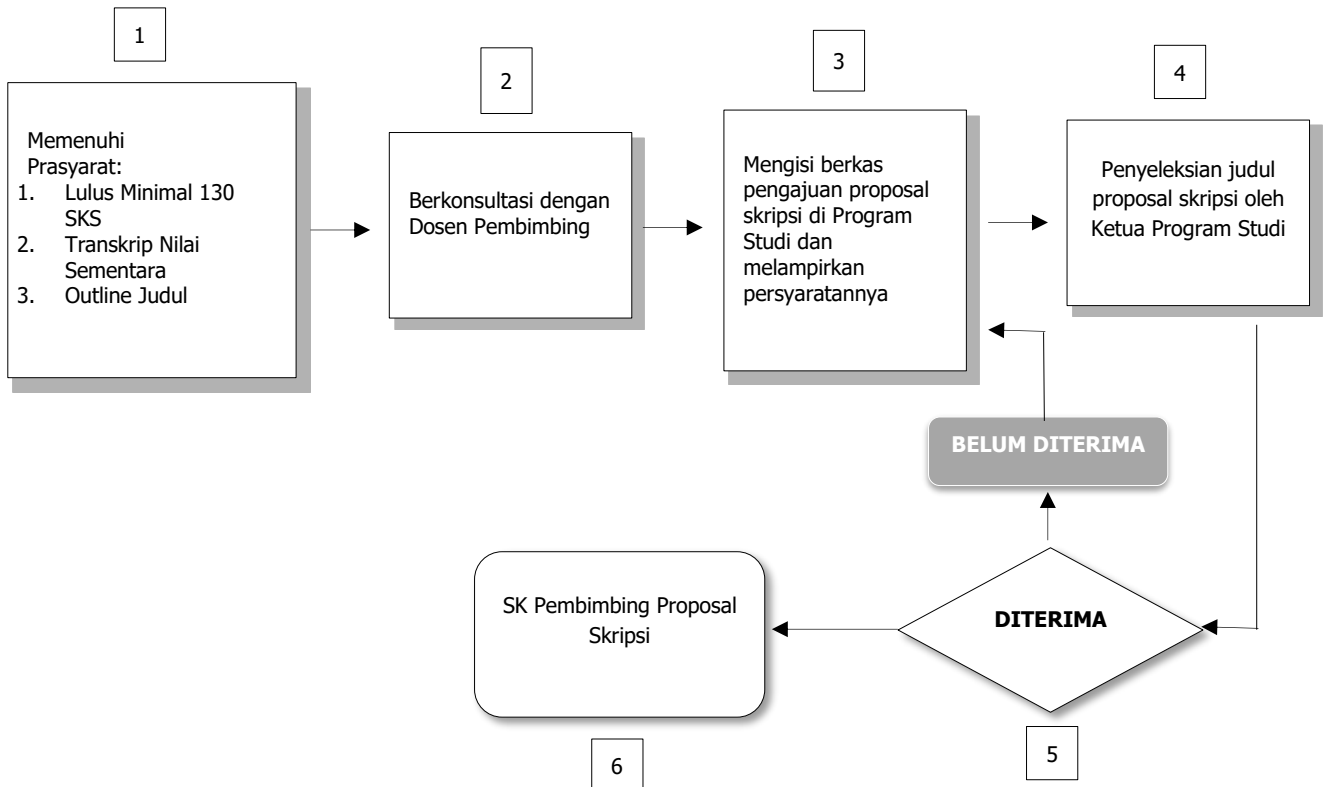 1
Memenuhi
Prasyarat:
1. Lulus Minimal 130
SKS
2. Transkrip Nilai
Sementara
3. Outline Judul
2
Berkonsultasi dengan
Dosen Pembimbing
3
Mengisi berkas
pengajuan proposal
skripsi di Program
Studi dan
melampirkan
persyaratannya
4
Penyeleksian judul
proposal skripsi oleh
Ketua Program Studi
BELUM DITERIMA
DITERIMA
5
SK Pembimbing Proposal
Skripsi
6